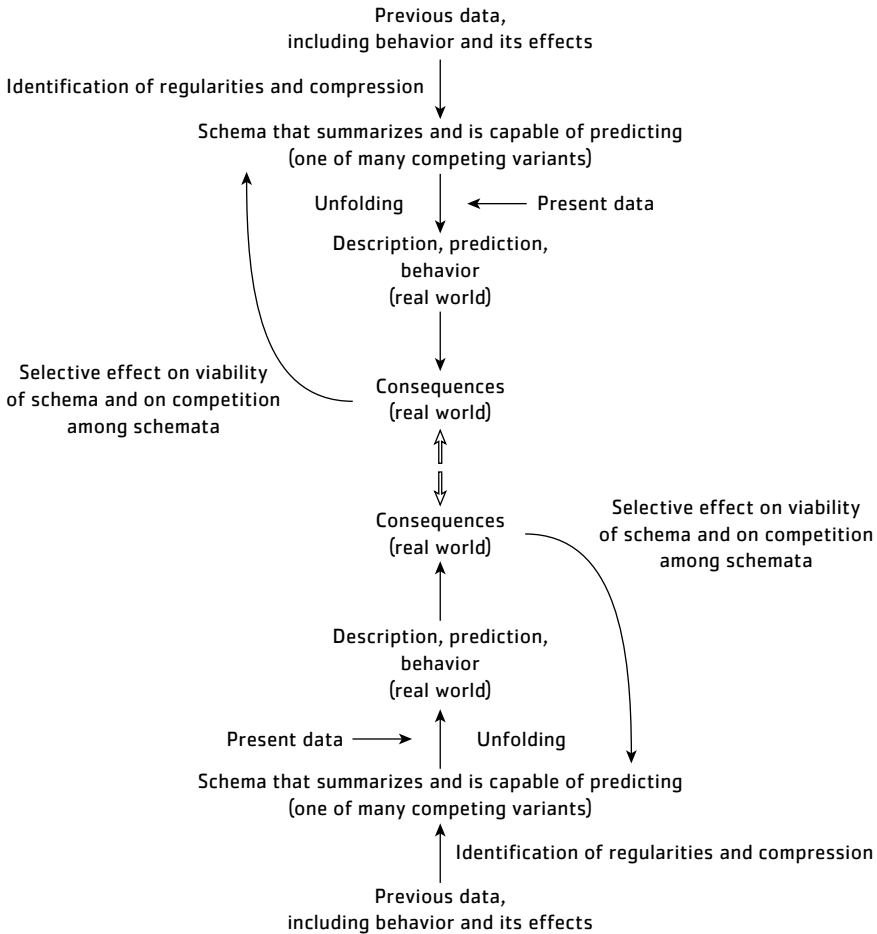 Previous data,
including behavior and its effects
Identification of regularities and compression
Schema that summarizes and is capable of predicting
(one of many competing variants)
Unfolding
Present data
Description, prediction,
behavior
(real world)
Selective effect on viability
of schema and on competition
among schemata
Consequences
(real world)
Consequences
(real world)
Selective effect on viability
of schema and on competition
among schemata
Description, prediction,
behavior
(real world)
Present data
Unfolding
Schema that summarizes and is capable of predicting
(one of many competing variants)
Identification of regularities and compression
Previous data,
including behavior and its effects